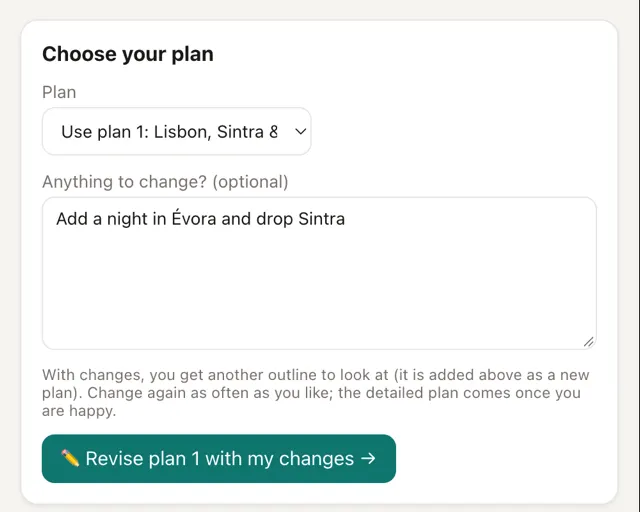 Choose your plan
Plan
Use plan 1: Lisbon, Sintra &
Anything to change? (optional)
Add a night in Évora and drop Sintra
With changes, you get another outline to look at (it is added above as a new
plan). Change again as often as you like; the detailed plan comes once you
are happy.
✏️ Revise plan 1 with my changes →